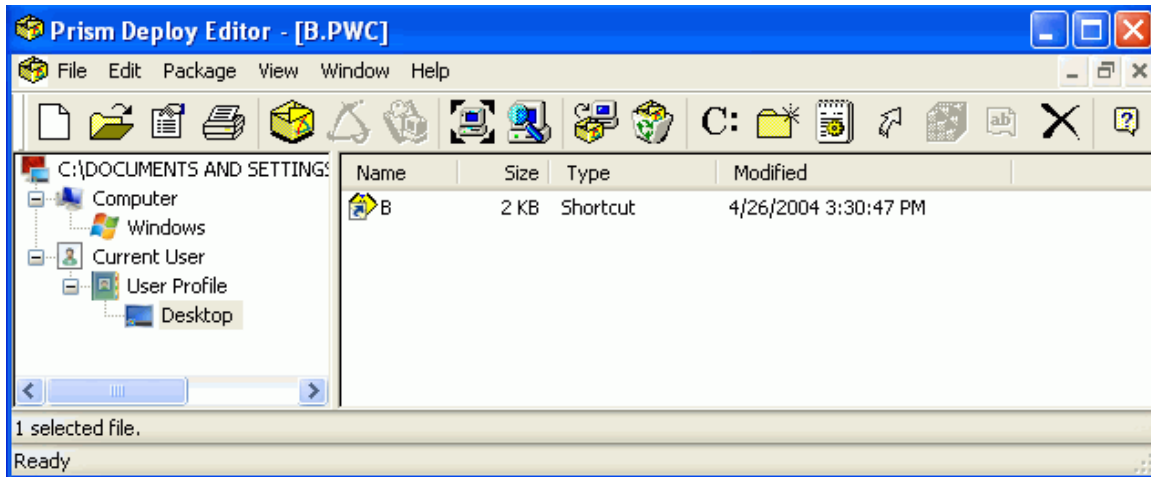 Prism Deploy Editor - [B.PWC]
File Edit Package View Window Help
C: ab
C:\DOCUMENTS AND SETTINGS
Name Size Type Modified
Computer
B 2 KB Shortcut 4/26/2004 3:30:47 PM
Windows
Current User
User Profile
Desktop
1 selected file.
Ready